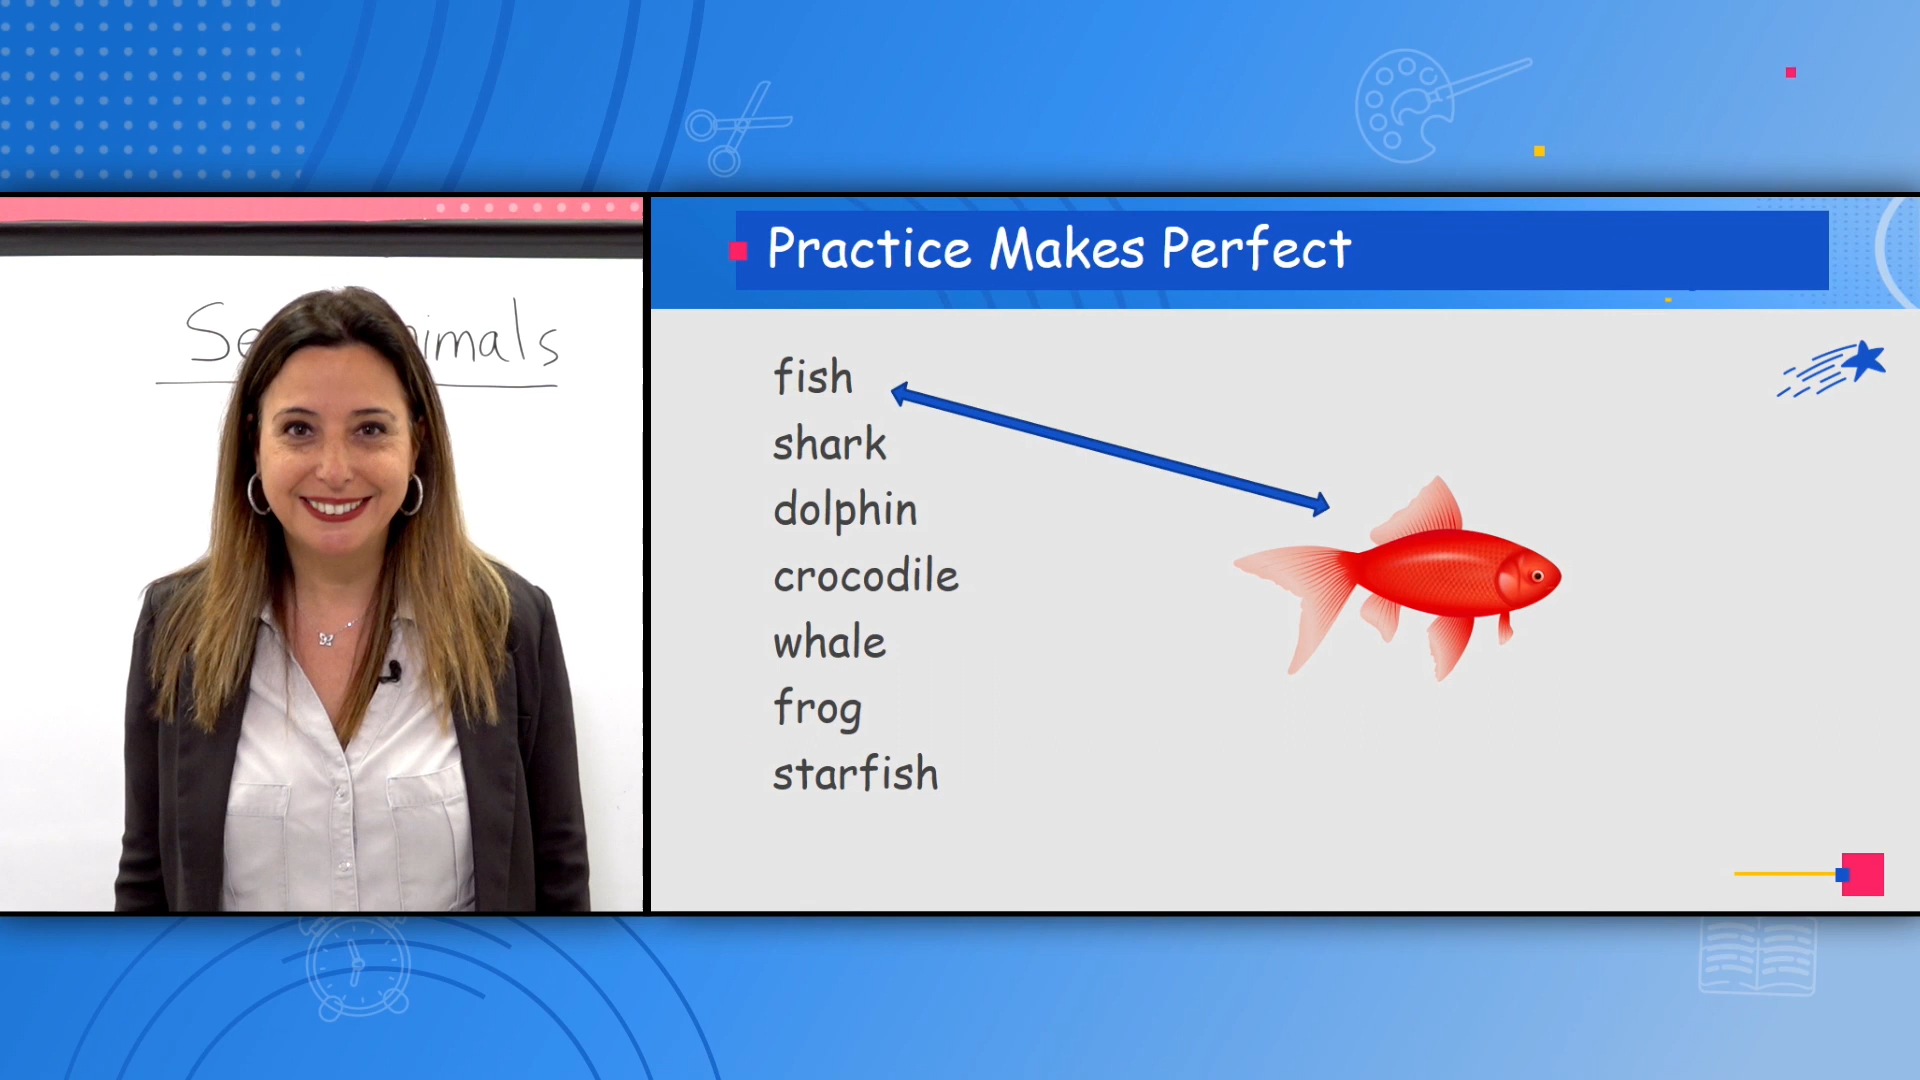 Practice Makes Perfect
fish
shark
dolphin
crocodile
whale
frog
starfish